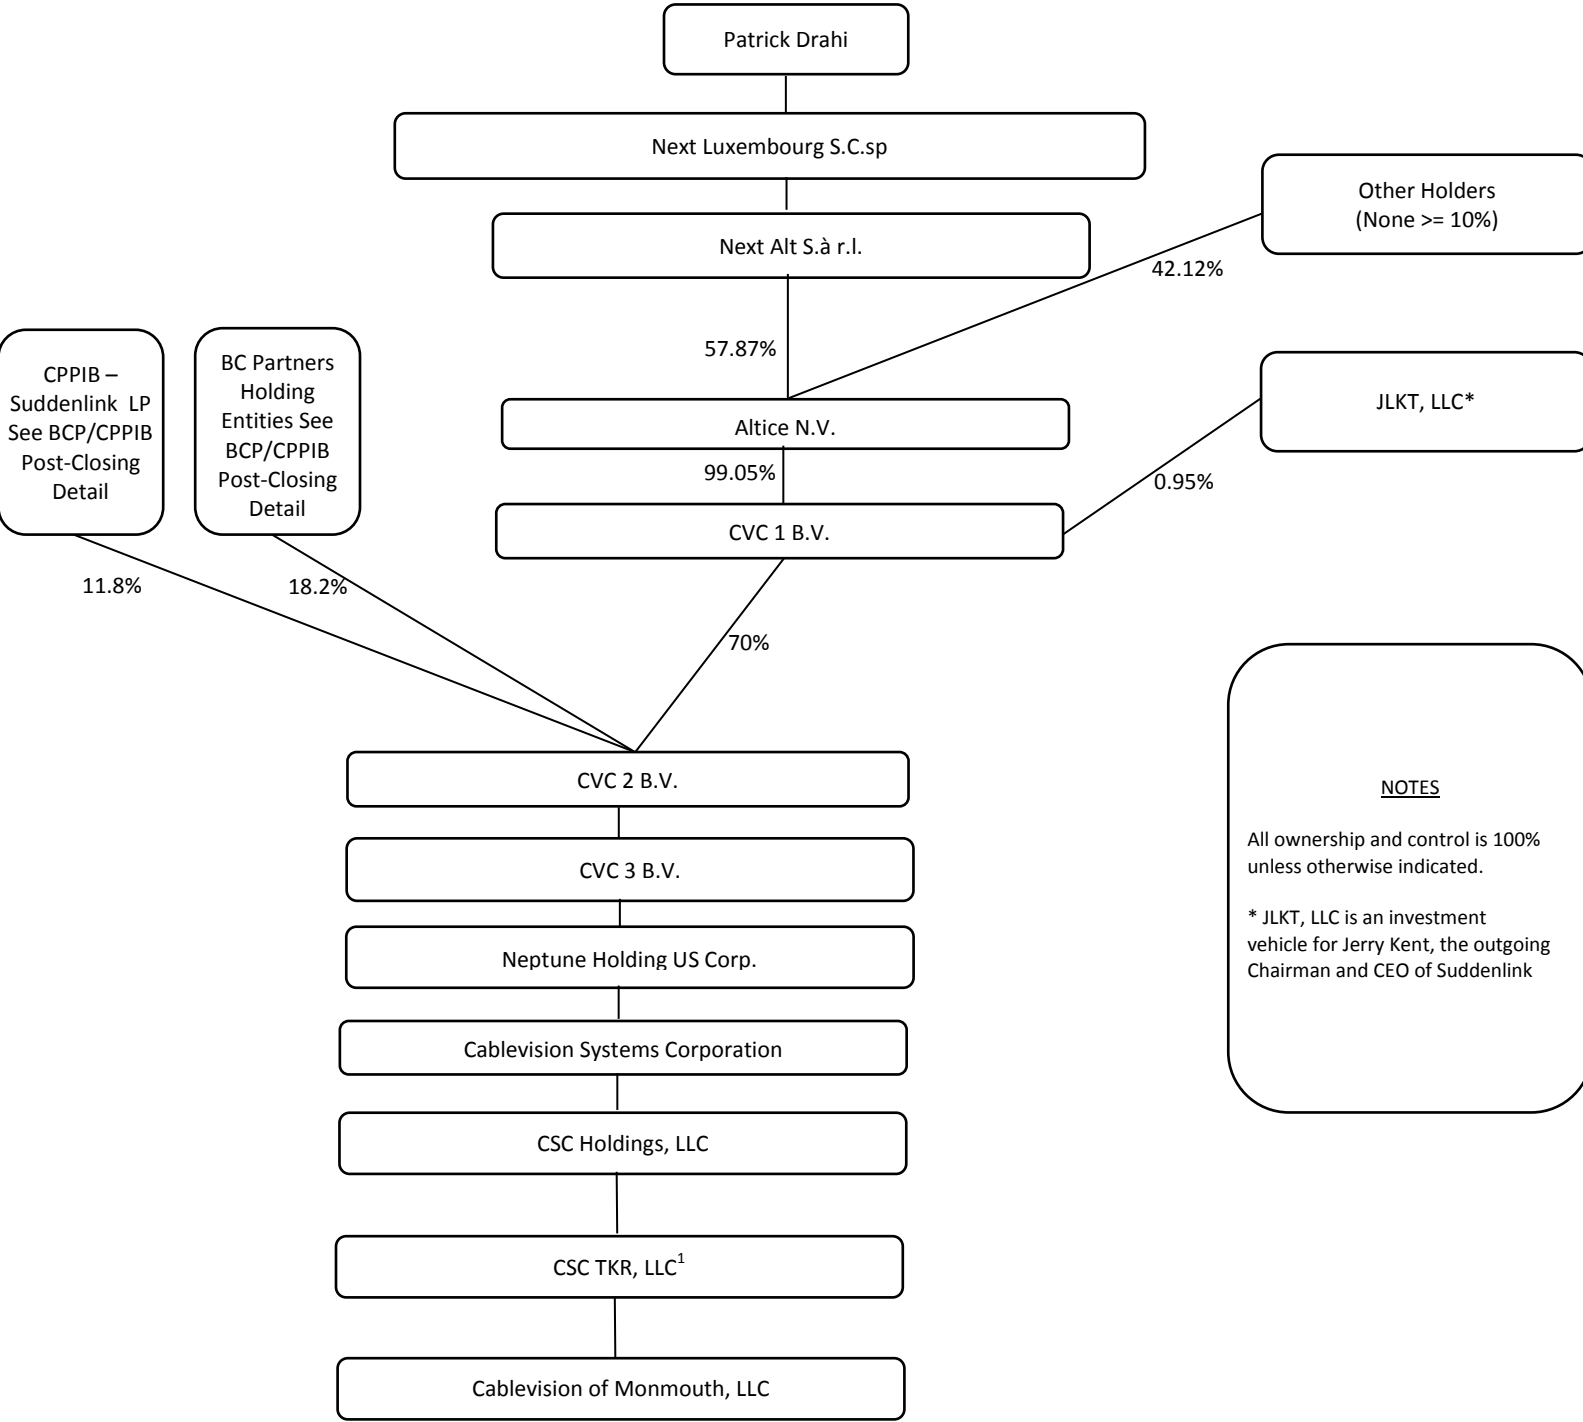 Patrick Drahi
Next Luxembourg S.C.sp
Other Holders
(None >= 10%)
Next Alt S.à r.l.
42.12%
57.87%
CPPIB –
Suddenlink LP
See BCP/CPPIB
Post-Closing
Detail
BC Partners
Holding
Entities See
BCP/CPPIB
Post-Closing
Detail
JLKT, LLC*
Altice N.V.
99.05%
0.95%
CVC 1 B.V.
11.8%
18.2%
70%
CVC 2 B.V.
CVC 3 B.V.
Neptune Holding US Corp.
Cablevision Systems Corporation
CSC Holdings, LLC
CSC TKR, LLC1
Cablevision of Monmouth, LLC
NOTES
All ownership and control is 100%
unless otherwise indicated.
* JLKT, LLC is an investment
vehicle for Jerry Kent, the outgoing
Chairman and CEO of Suddenlink